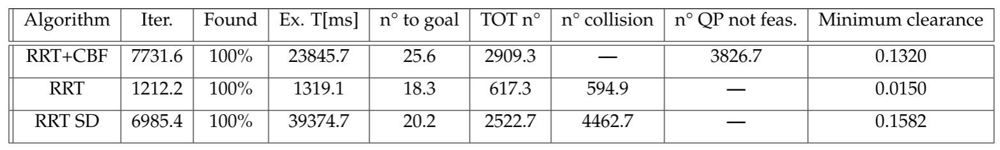 Algorithm Iter. Found Ex. T[ms] n° to goal TOT n° n° collision n° QP not feas. Minimum clearance
RRT+CBF 7731.6 100% 23845.7 25.6 2909.3 — 3826.7 0.1320
RRT 1212.2 100% 1319.1 18.3 617.3 594.9 — 0.0150
RRT SD 6985.4 100% 39374.7 20.2 2522.7 4462.7 — 0.1582